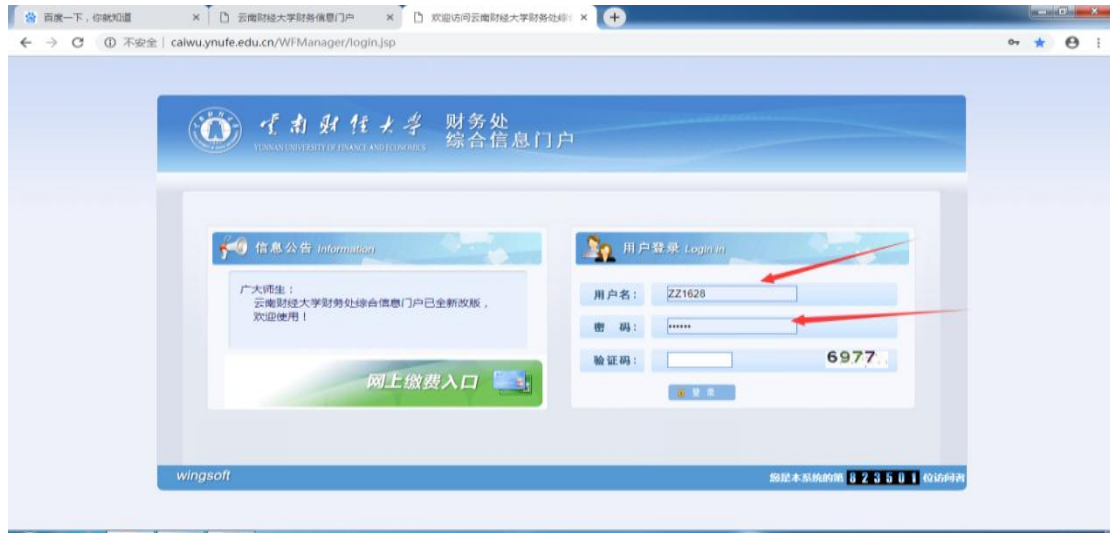 百度一下，你就知道
云南财经大学财务信息门户
欢迎访问云南财经大学财务处综
不安全 | caiwu.ynufe.edu.cn/WFManager/login.jsp
云南财经大学
YUNNAN UNIVERSITY OF FINANCE AND ECONOMICS
财务处
综合信息门户
信息公告 Information
广大师生：
云南财经大学财务处综合信息门户已全新改版，
欢迎使用！
网上缴费入口
用户登录 Login in
用户名：
ZZ1628
密 码：
••••••
验证码：
6977
登 录
wingsoft
您是本系统的第 823501 位访问者